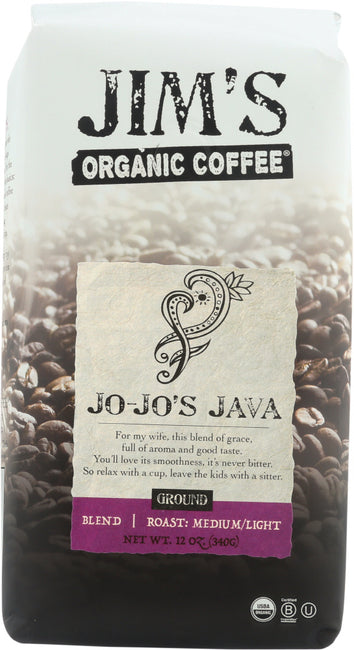 JIM'S
ORGANIC COFFEE®
JO-JO'S JAVA
For my wife, this blend of grace,
full of aroma and good taste.
You'll love its smoothness, it's never bitter.
So relax with a cup, leave the kids with a sitter.
GROUND
BLEND | ROAST: MEDIUM/LIGHT
NET WT. 12 OZ. (340G)
USDA
ORGANIC
Certified
B
Corporation
U